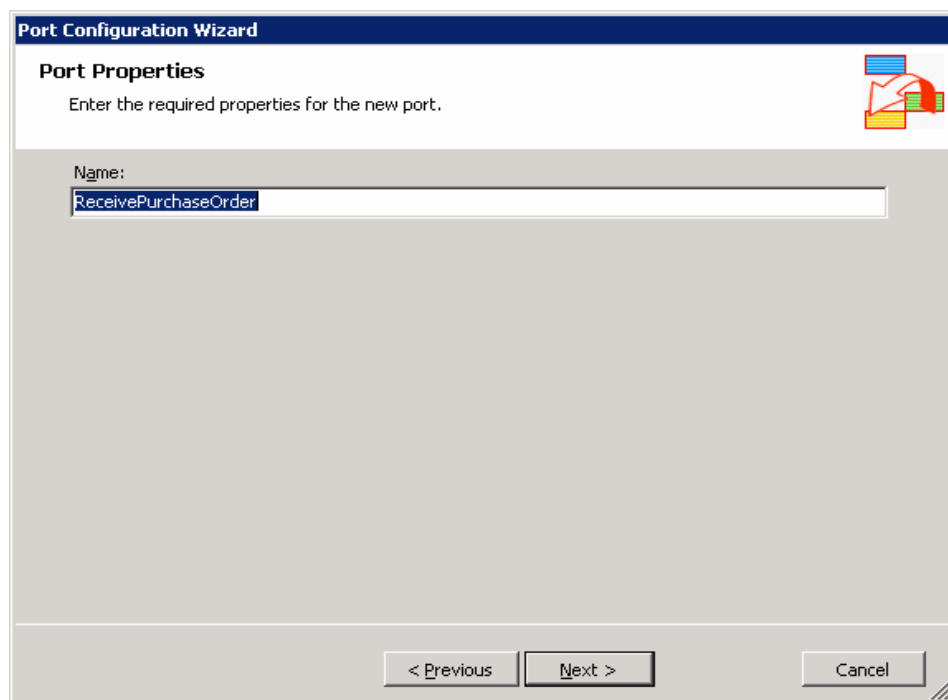 Port Configuration Wizard
Port Properties
Enter the required properties for the new port.
Name:
ReceivePurchaseOrder
< Previous
Next >
Cancel